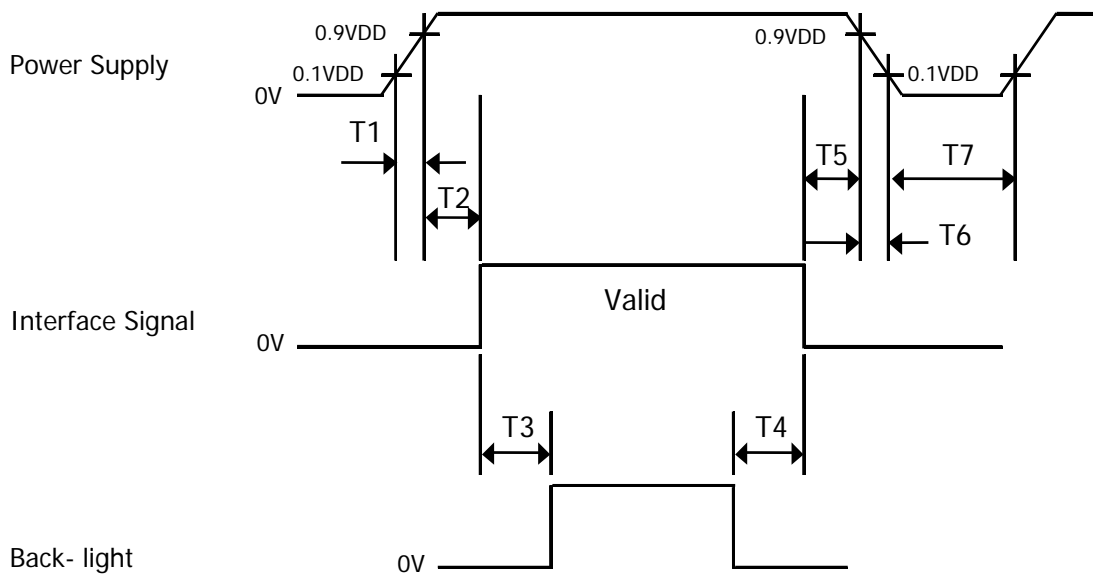 0.9VDD
0.9VDD
Power Supply
0.1VDD
0.1VDD
0V
T1
T5
T7
T2
T6
Valid
Interface Signal
0V
T3
T4
Back- light
0V